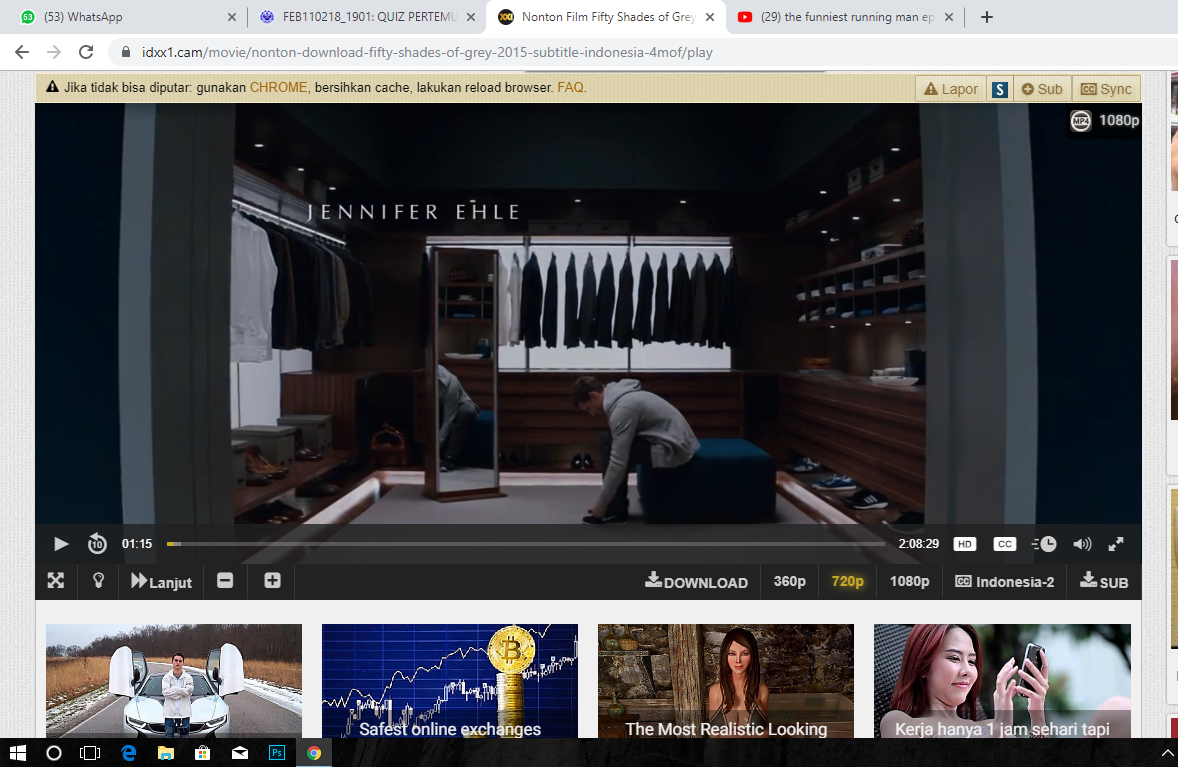 (53) WhatsApp
FEB110218_1901: QUIZ PERTEMU
Nonton Film Fifty Shades of Grey
(29) the funniest running man ep
idxx1.cam/movie/nonton-download-fifty-shades-of-grey-2015-subtitle-indonesia-4mof/play
Jika tidak bisa diputar: gunakan CHROME, bersihkan cache, lakukan reload browser. FAQ.
Lapor
S
Sub
CC Sync
MP4 1080p
JENNIFER EHLE
10
01:15
2:08:29
HD
CC
Lanjut
DOWNLOAD
360p
720p
1080p
CC Indonesia-2
SUB
Safest online exchanges
The Most Realistic Looking
Kerja hanya 1 jam sehari tapi
Ps